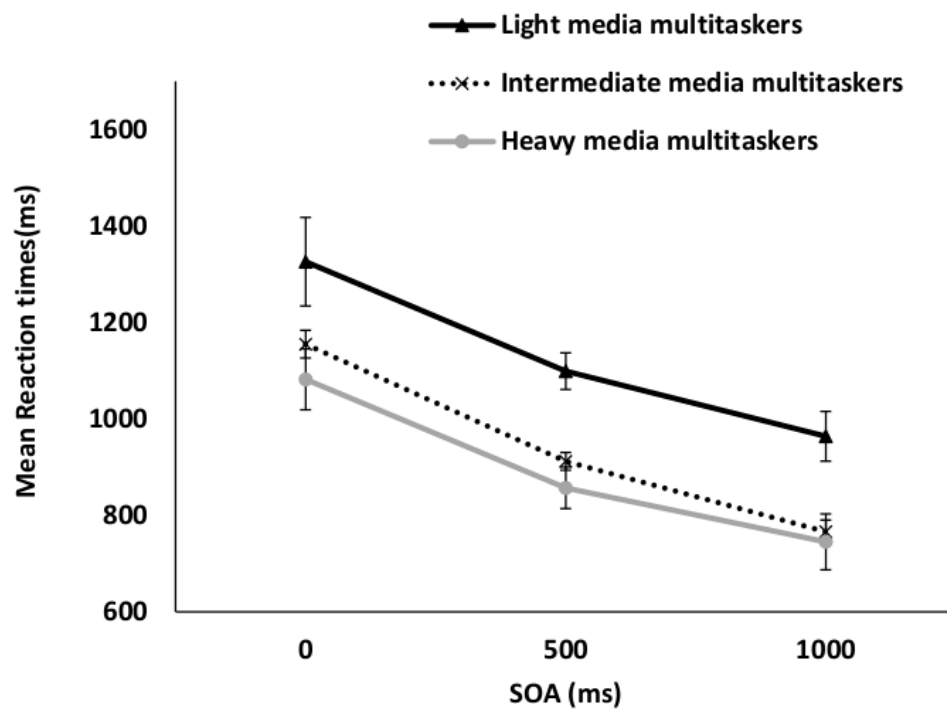 Light media multitaskers
Intermediate media multitaskers
Heavy media multitaskers
Mean Reaction times(ms)
1600
1400
1200
1000
800
600
0 500 1000
SOA (ms)